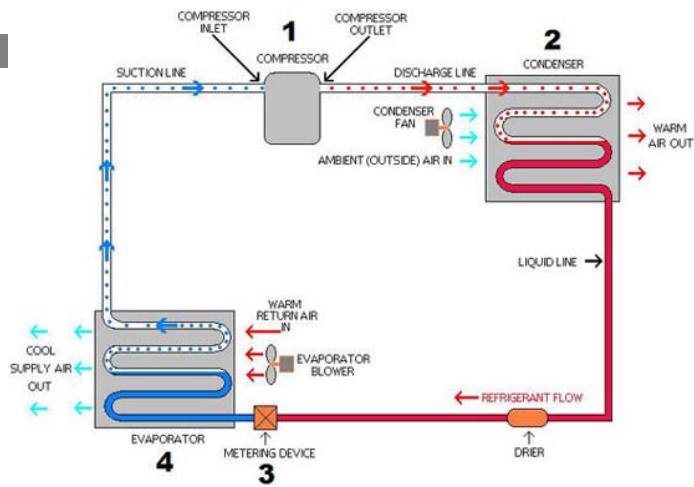 COMPRESSOR
INLET
1
COMPRESSOR
OUTLET
COMPRESSOR
2
CONDENSER
SUCTION LINE
DISCHARGE LINE
CONDENSER
FAN
WARM
AIR OUT
AMBIENT (OUTSIDE) AIR IN
LIQUID LINE
WARM
RETURN AIR
IN
COOL
SUPPLY AIR
OUT
EVAPORATOR
BLOWER
REFRIGERANT FLOW
EVAPORATOR
4
METERING DEVICE
3
DRIER